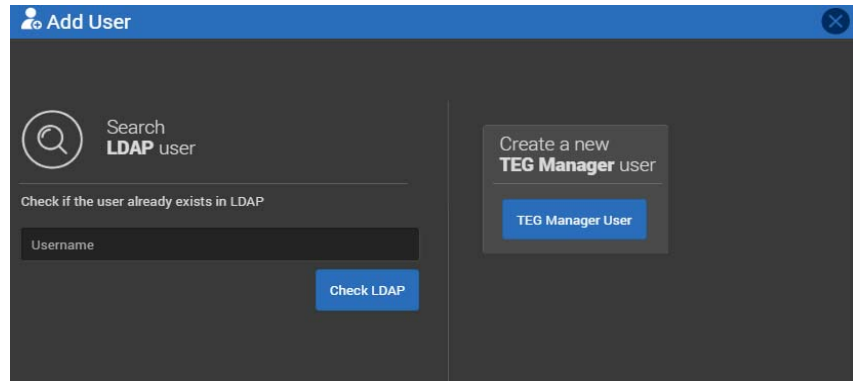 Add User
Search
LDAP user
Check if the user already exists in LDAP
Username
Check LDAP
Create a new
TEG Manager user
TEG Manager User